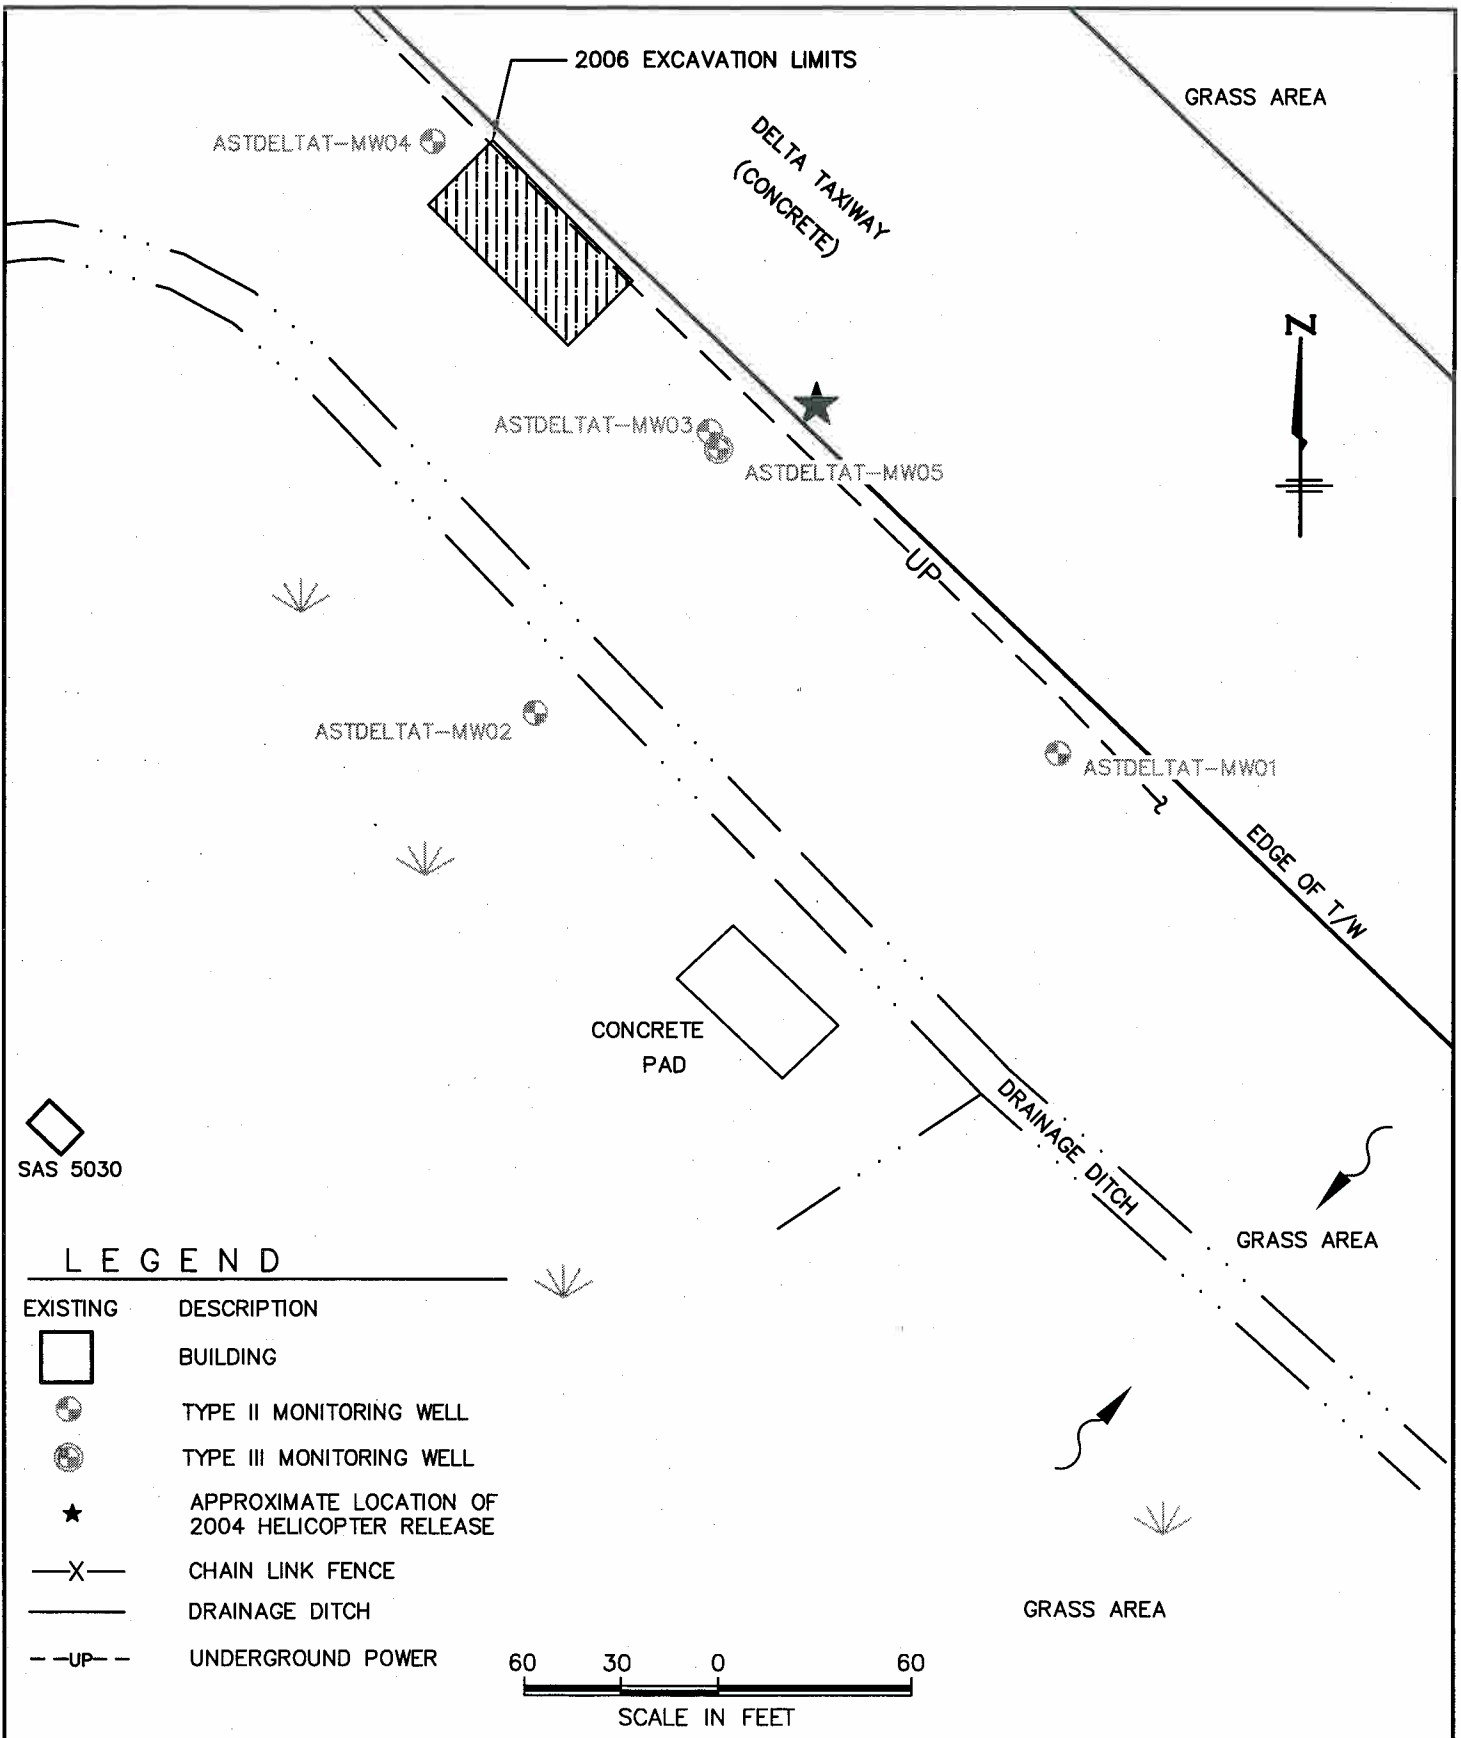 2006 EXCAVATION LIMITS
GRASS AREA
ASTDELTAT-MW04
DELTA TAXIWAY
(CONCRETE)
N
ASTDELTAT-MW03
ASTDELTAT-MW05
UP
ASTDELTAT-MW02
ASTDELTAT-MW01
EDGE OF T/W
CONCRETE
PAD
DRAINAGE DITCH
SAS 5030
GRASS AREA
LEGEND
EXISTING DESCRIPTION
BUILDING
TYPE II MONITORING WELL
TYPE III MONITORING WELL
APPROXIMATE LOCATION OF
2004 HELICOPTER RELEASE
X CHAIN LINK FENCE
DRAINAGE DITCH
UP UNDERGROUND POWER
GRASS AREA
60 30 0 60
SCALE IN FEET